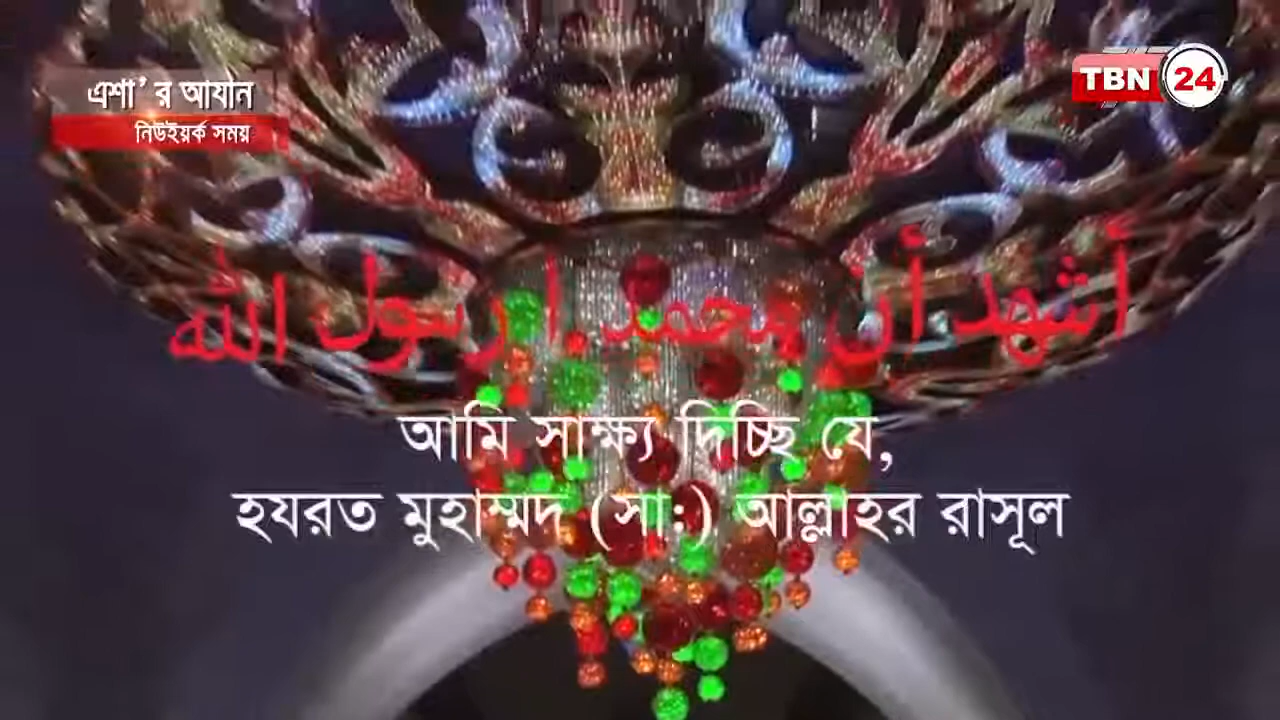 এশা’র আযান
নিউইয়র্ক সময়
TBN 24
أشهد أن محمدا رسول الله
আমি সাক্ষ্য দিচ্ছি যে,
হযরত মুহাম্মদ (সা:) আল্লাহর রাসূল